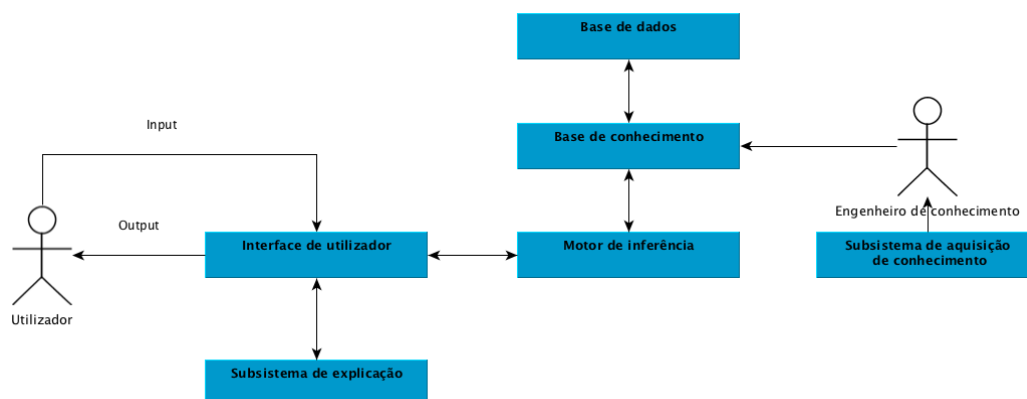 Base de dados
Input
Base de conhecimento
Engenheiro de conhecimento
Output
Interface de utilizador
Motor de inferência
Subsistema de aquisição
de conhecimento
Utilizador
Subsistema de explicação